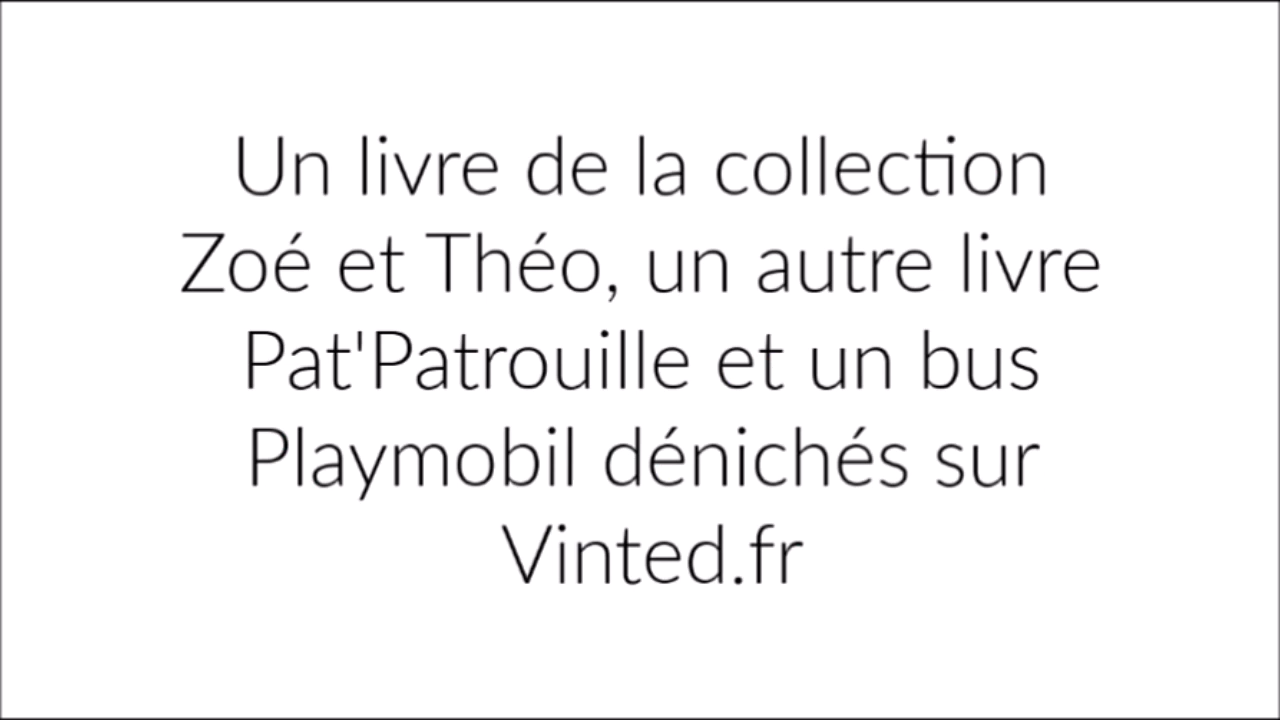 Un livre de la collection
Zoé et Théo, un autre livre
Pat'Patrouille et un bus
Playmobil dénichés sur
Vinted.fr